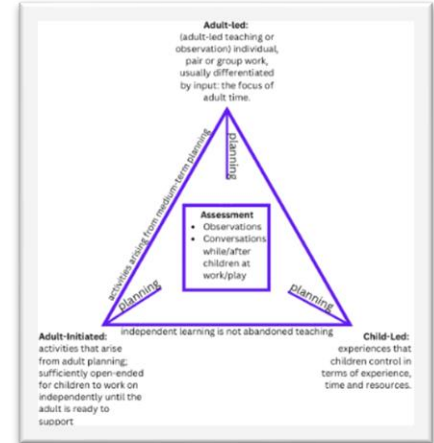 Adult-led:
(adult-led teaching or
observation) individual,
pair or group work,
usually differentiated
by input: the focus of
adult time.
planning
activities arising from medium-term planning
Assessment
• Observations
• Conversations
while/after
children at
work/play
planning
planning
independent learning is not abandoned teaching
Adult-Initiated:
activities that arise
from adult planning;
sufficiently open-ended
for children to work on
independently until the
adult is ready to
support
Child-Led:
experiences that
children control in
terms of experience,
time and resources.